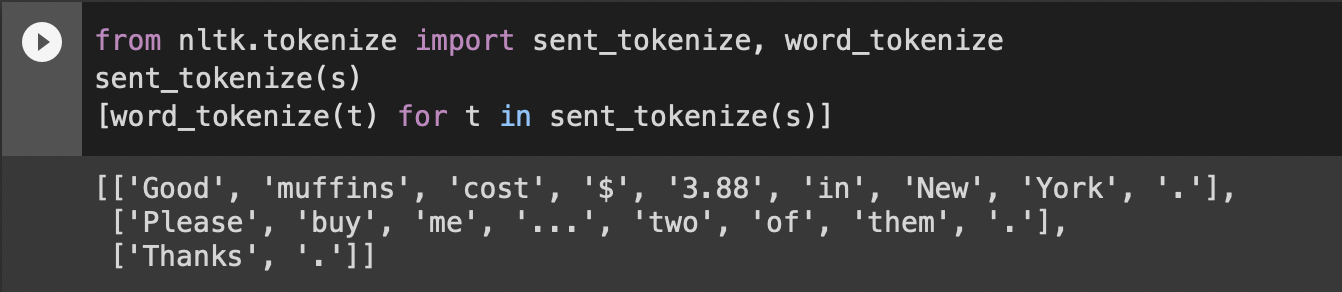 from nltk.tokenize import sent_tokenize, word_tokenize
sent_tokenize(s)
[word_tokenize(t) for t in sent_tokenize(s)]
[['Good', 'muffins', 'cost', '$', '3.88', 'in', 'New', 'York', '.'],
['Please', 'buy', 'me', '...', 'two', 'of', 'them', '.'],
['Thanks', '.']]